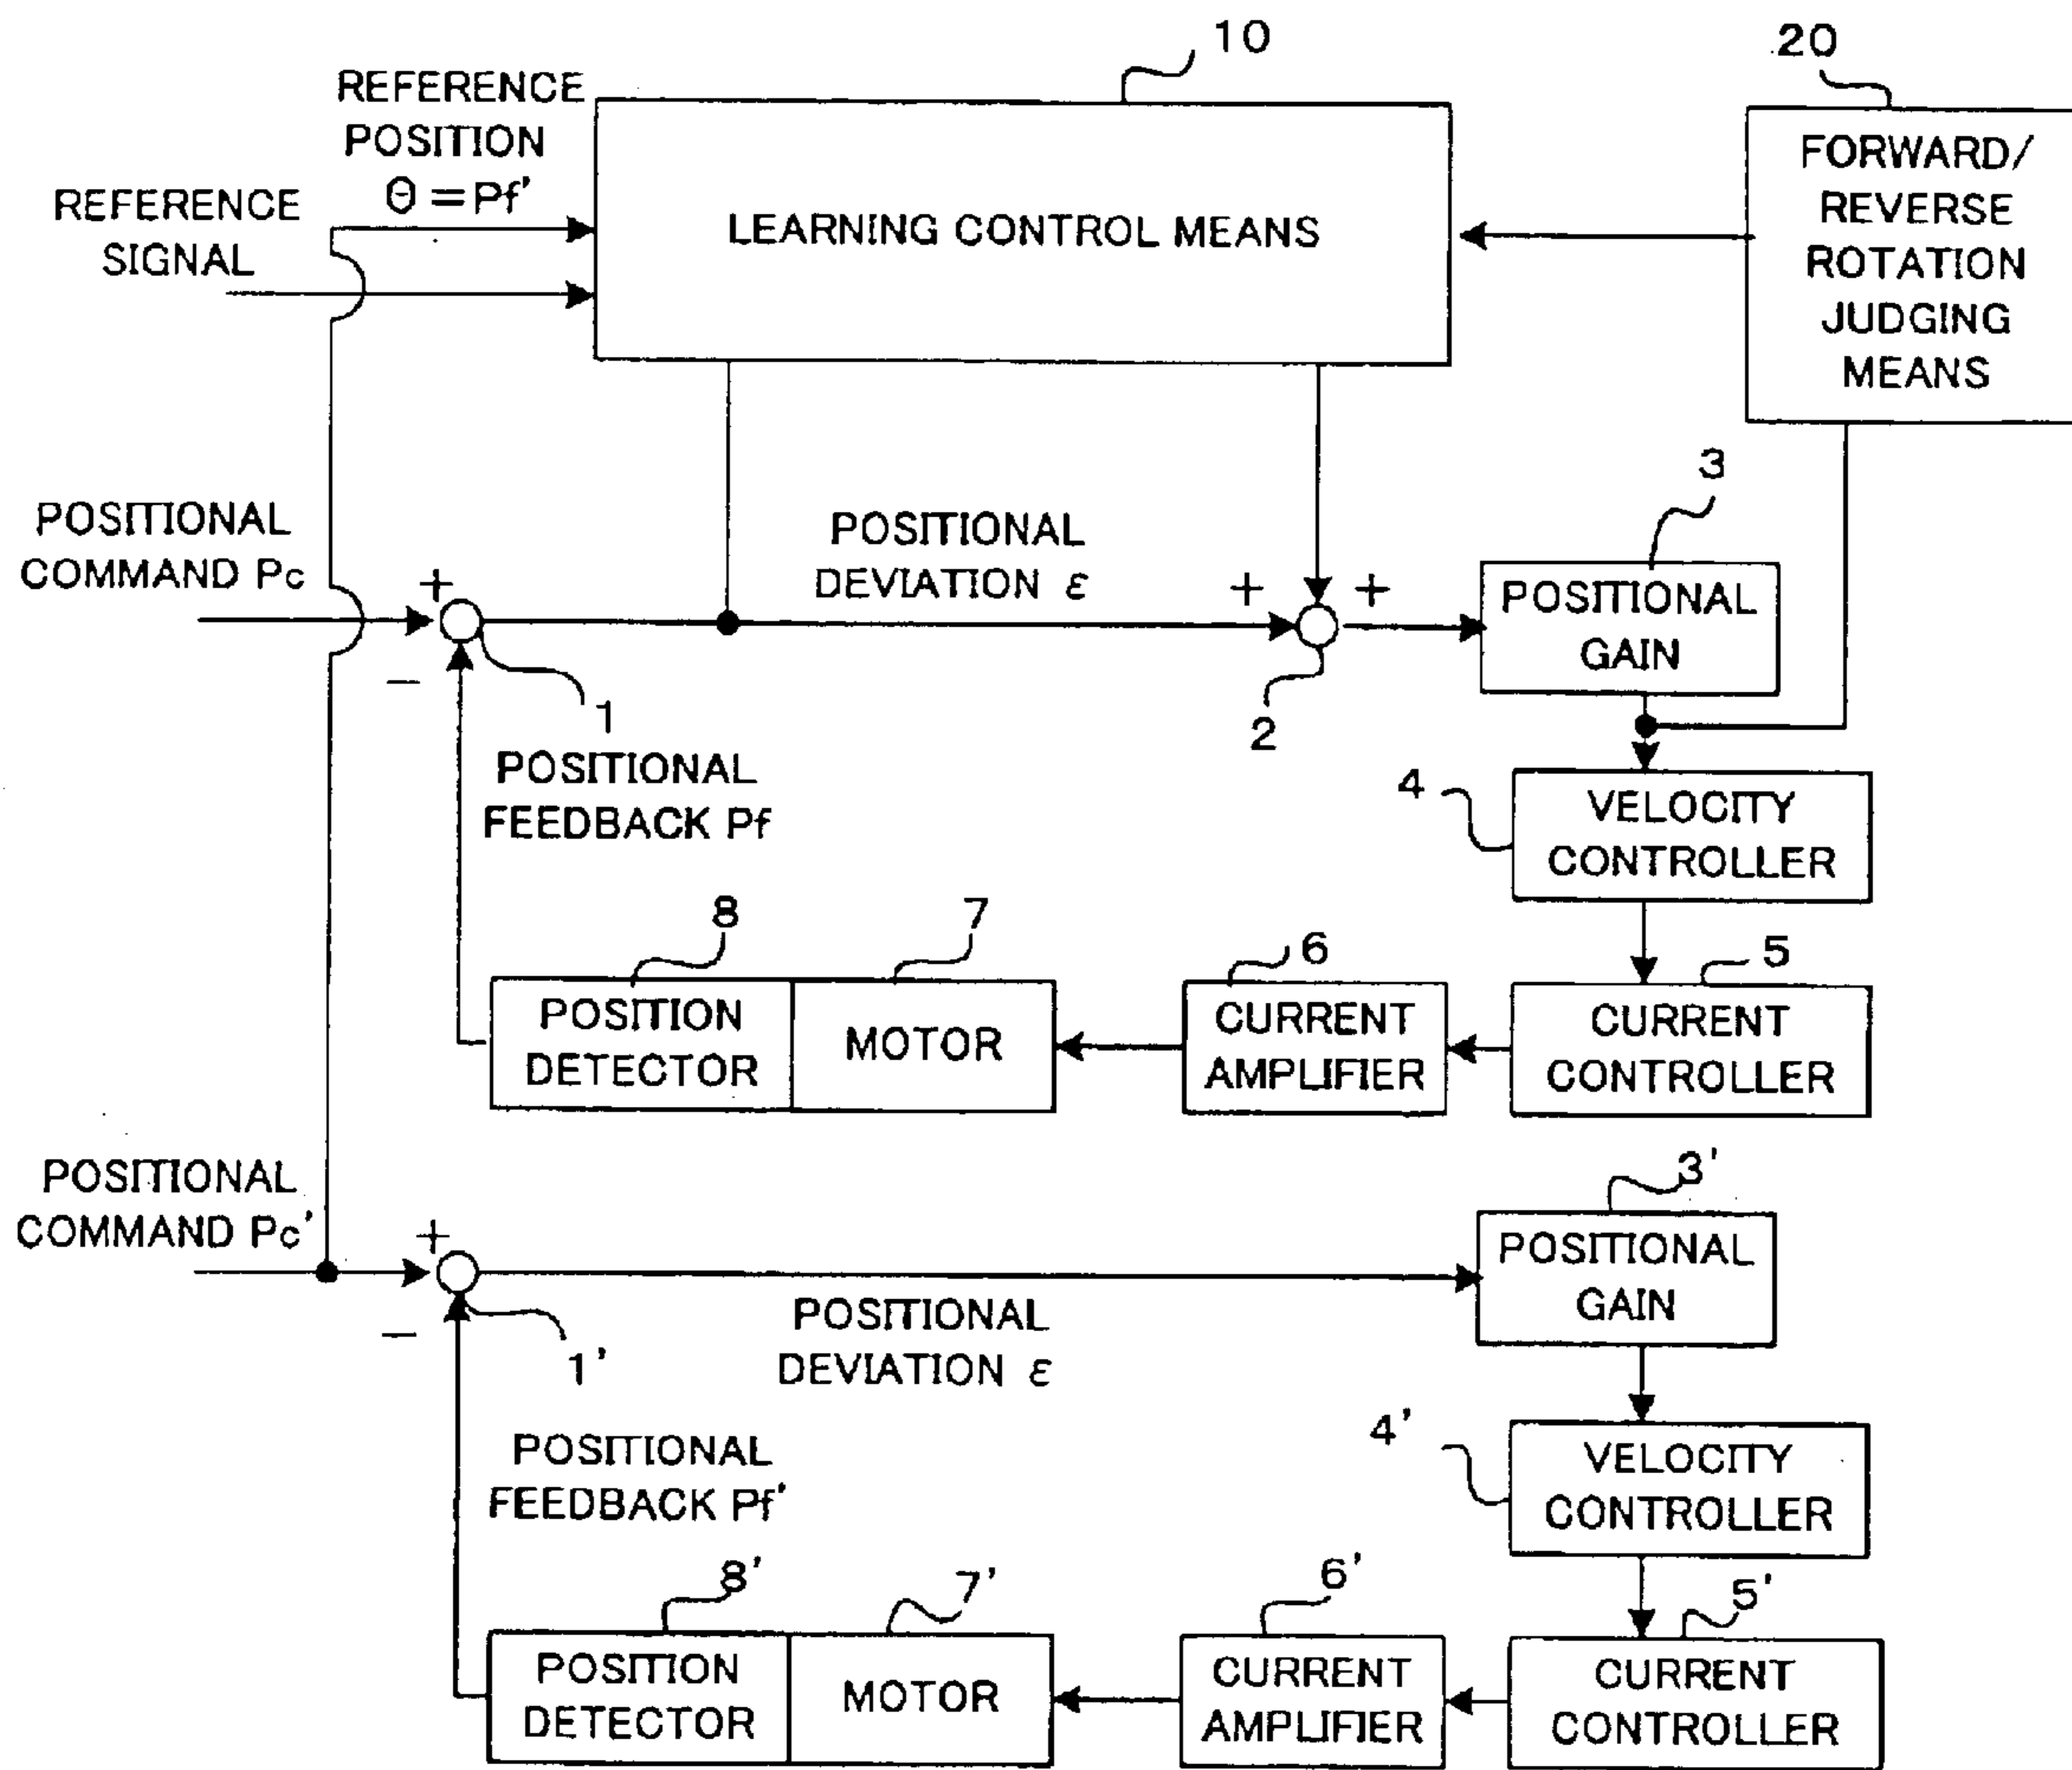 10
20
REFERENCE
POSITION
Θ = Pf'
REFERENCE
SIGNAL
LEARNING CONTROL MEANS
FORWARD/
REVERSE
ROTATION
JUDGING
MEANS
3
POSITIONAL
COMMAND Pc
+
−
1
POSITIONAL
DEVIATION ε
+
+
2
POSITIONAL
GAIN
POSITIONAL
FEEDBACK Pf
4
VELOCITY
CONTROLLER
8
7
6
5
POSITION
DETECTOR
MOTOR
CURRENT
AMPLIFIER
CURRENT
CONTROLLER
POSITIONAL
COMMAND Pc'
+
−
1'
POSITIONAL
DEVIATION ε
3'
POSITIONAL
GAIN
POSITIONAL
FEEDBACK Pf'
4'
VELOCITY
CONTROLLER
8'
7'
6'
5'
POSITION
DETECTOR
MOTOR
CURRENT
AMPLIFIER
CURRENT
CONTROLLER